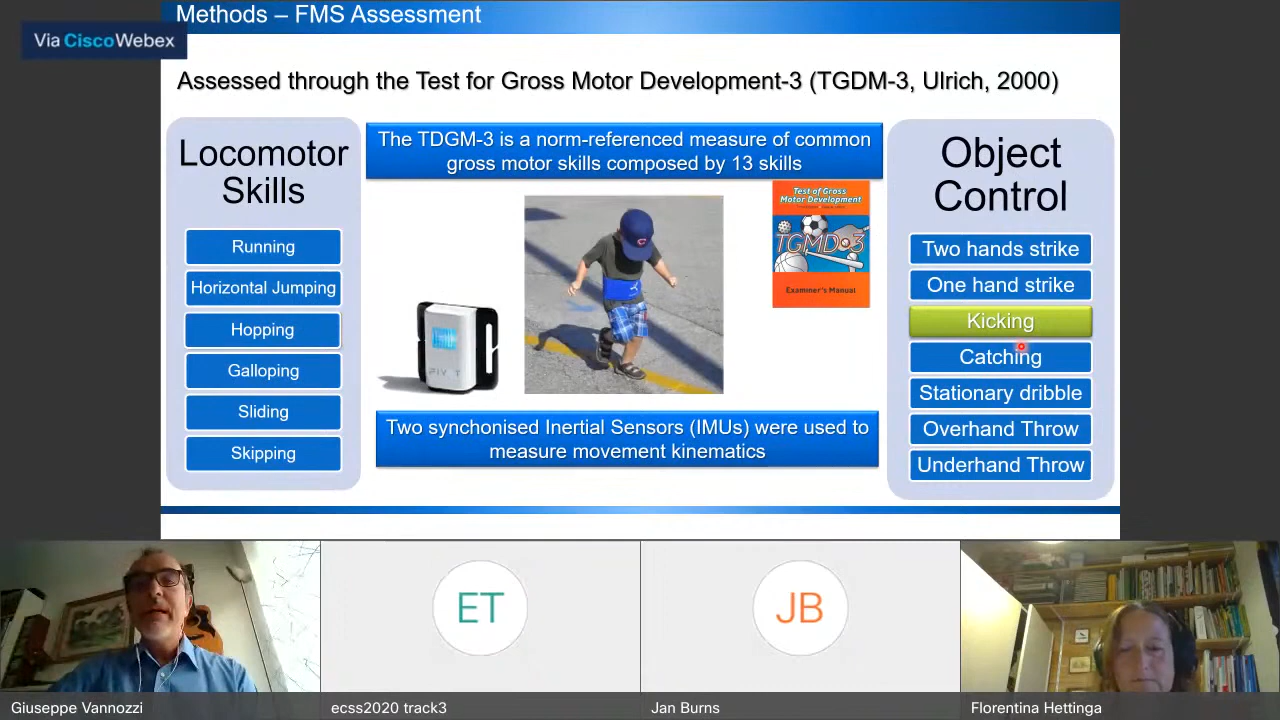 Methods – FMS Assessment
Via CiscoWebex
Assessed through the Test for Gross Motor Development-3 (TGDM-3, Ulrich, 2000)
Locomotor
Skills
Running
Horizontal Jumping
Hopping
Galloping
Sliding
Skipping
The TDGM-3 is a norm-referenced measure of common
gross motor skills composed by 13 skills
Test of Gross
Motor Development
TGMD-3
Examiner's Manual
PIVOT
Two synchonised Inertial Sensors (IMUs) were used to
measure movement kinematics
Object
Control
Two hands strike
One hand strike
Kicking
Catching
Stationary dribble
Overhand Throw
Underhand Throw
ET
JB
Giuseppe Vannozzi
ecss2020 track3
Jan Burns
Florentina Hettinga